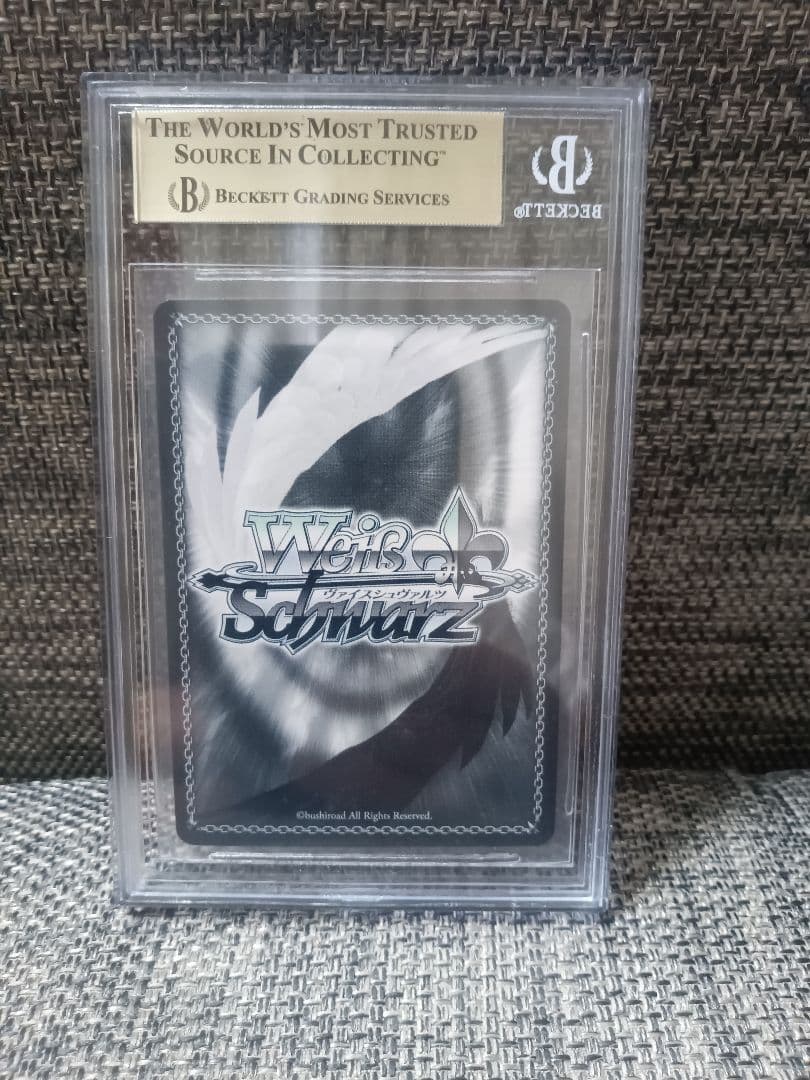 THE WORLD'S MOST TRUSTED
SOURCE IN COLLECTING™
B BECKETT GRADING SERVICES
B
BECKETT®
Weiß
ヴァイスシュヴァルツ
Schwarz
©bushiroad All Rights Reserved.